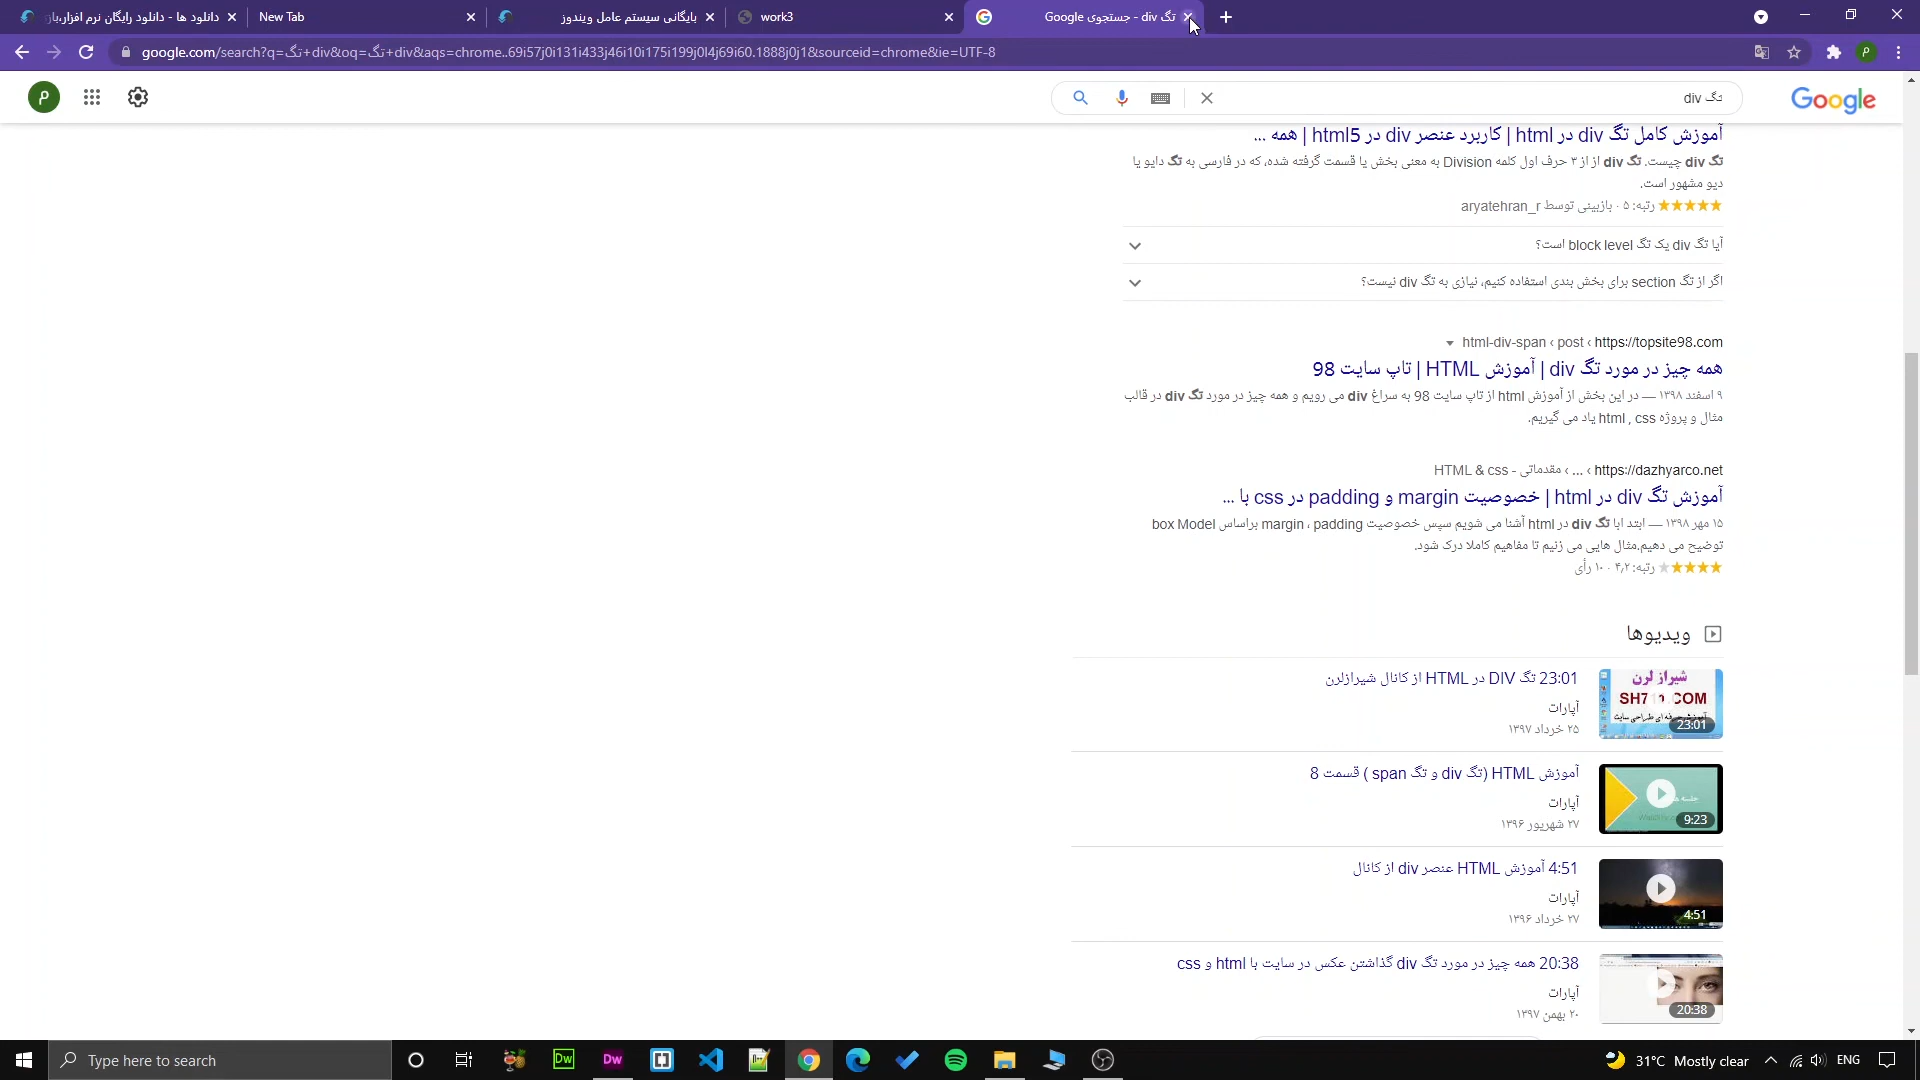 دانلود ها - دانلود رایگان نرم افزار،باز
New Tab
بایگانی سیستم عامل ویندوز
work3
تگ div - جستجوی Google
google.com/search?q=تگ+div&oq=تگ+div&aqs=chrome..69i57j0i131i433j46i10i175i199j0l4j69i60.1888j0j1&sourceid=chrome&ie=UTF-8
م
تگ div
Google
آموزش کامل تگ div در html | کاربرد عنصر div در html5 | همه ...
تگ div چیست. تگ div از از ۳ حرف اول کلمه Division به معنی بخش یا قسمت گرفته شده، که در فارسی به تگ دایو یا
دیو مشهور است.
رتبه: ۵ · بازبینی توسط aryatehran_r
آیا تگ div یک تگ block level است؟
اگر از تگ section برای بخش بندی استفاده کنیم، نیازی به تگ div نیست؟
https://topsite98.com › post › html-div-span
همه چیز در مورد تگ div | آموزش HTML | تاپ سایت 98
۹ اسفند ۱۳۹۸ — در این بخش از آموزش html از تاپ سایت 98 به سراغ div می رویم و همه چیز در مورد تگ div در قالب
مثال و پروژه html , css یاد می گیریم.
https://dazhyarco.net › ... › مقدماتی - HTML & css
آموزش تگ div در html | خصوصیت margin و padding در css با ...
۱۵ مهر ۱۳۹۸ — ابتد ابا تگ div در html آشنا می شویم سپس خصوصیت margin ، padding براساس box Model
توضیح می دهیم.مثال هایی می زنیم تا مفاهیم کاملا درک شود.
رتبه: ۴٫۲ · ۱۰ رأی
ویدیوها
23:01 تگ DIV در HTML از کانال شیرازلرن
آپارات
۲۵ خرداد ۱۳۹۷
شیراز لرن
23:01
آموزش HTML (تگ div و تگ span ) قسمت 8
آپارات
۲۷ شهریور ۱۳۹۶
9:23
4:51 آموزش HTML عنصر div از کانال
آپارات
۲۷ خرداد ۱۳۹۶
4:51
20:38 همه چیز در مورد تگ div گذاشتن عکس در سایت با html و css
آپارات
۲۰ بهمن ۱۳۹۷
20:38
Type here to search
Dw
Dw
31°C Mostly clear
ENG